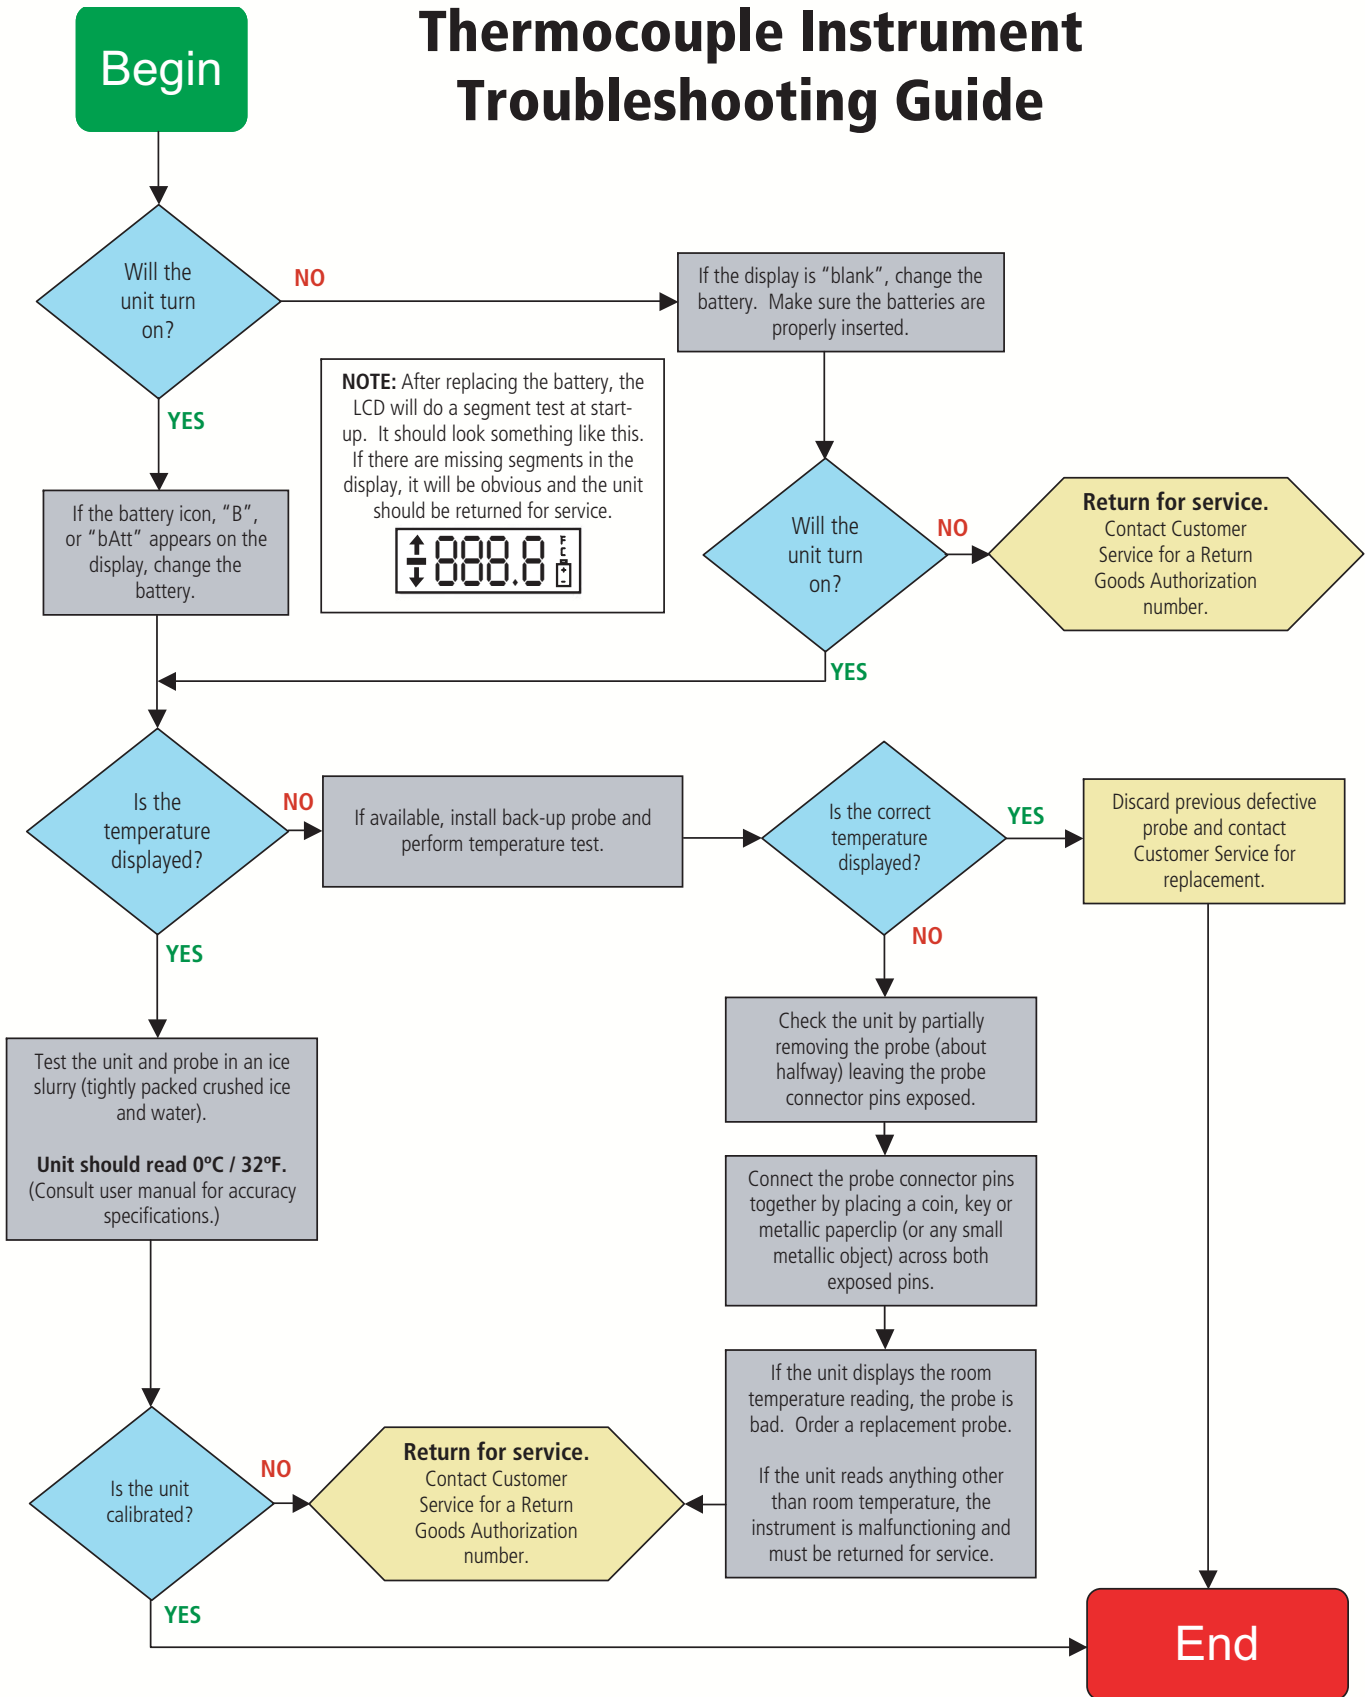 Thermocouple Instrument
Troubleshooting Guide
Begin
Will the
unit turn
on?
NO
YES
If the display is “blank”, change the
battery. Make sure the batteries are
properly inserted.
NOTE: After replacing the battery, the
LCD will do a segment test at start-
up. It should look something like this.
If there are missing segments in the
display, it will be obvious and the unit
should be returned for service.
888.8
F
C
+
-
If the battery icon, “B”,
or “bAtt” appears on the
display, change the
battery.
Will the
unit turn
on?
NO
YES
Return for service.
Contact Customer
Service for a Return
Goods Authorization
number.
Is the
temperature
displayed?
NO
YES
If available, install back-up probe and
perform temperature test.
Is the correct
temperature
displayed?
YES
NO
Discard previous defective
probe and contact
Customer Service for
replacement.
Check the unit by partially
removing the probe (about
halfway) leaving the probe
connector pins exposed.
Test the unit and probe in an ice
slurry (tightly packed crushed ice
and water).
Unit should read 0ºC / 32ºF.
(Consult user manual for accuracy
specifications.)
Connect the probe connector pins
together by placing a coin, key or
metallic paperclip (or any small
metallic object) across both
exposed pins.
If the unit displays the room
temperature reading, the probe is
bad. Order a replacement probe.
If the unit reads anything other
than room temperature, the
instrument is malfunctioning and
must be returned for service.
Is the unit
calibrated?
NO
YES
Return for service.
Contact Customer
Service for a Return
Goods Authorization
number.
End